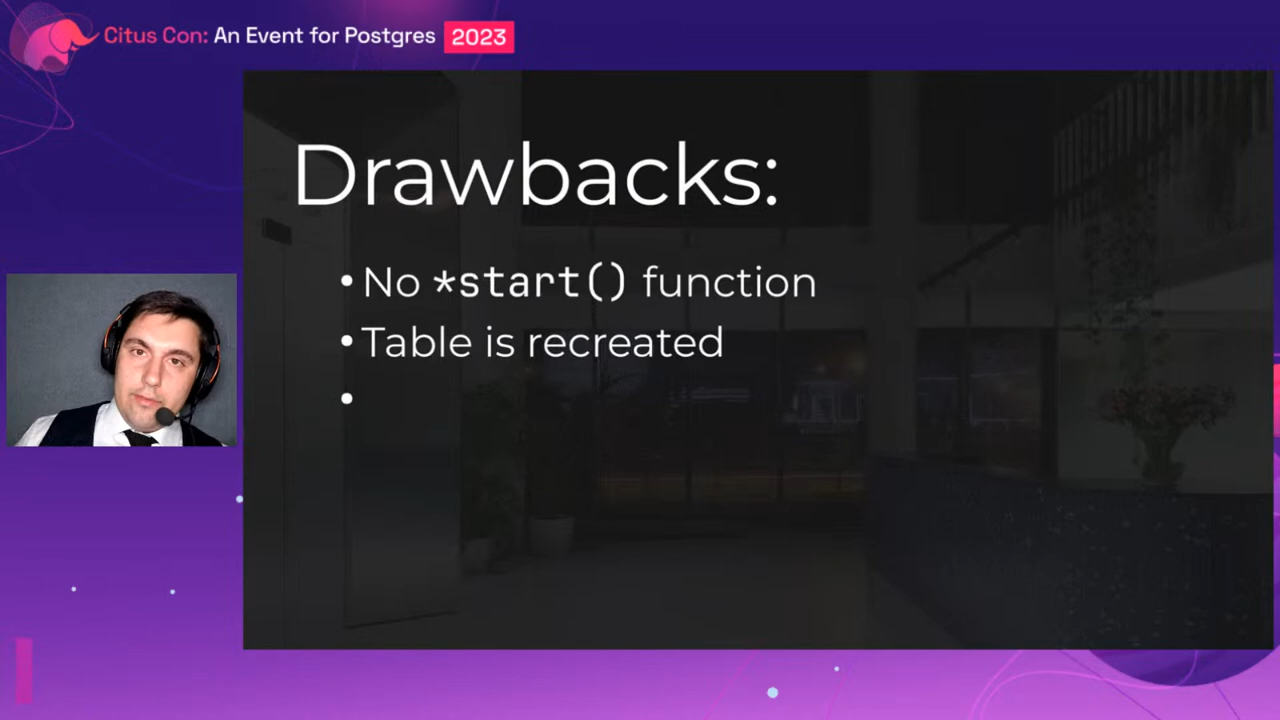 Citus Con: An Event for Postgres 2023
Drawbacks:
• No *start() function
• Table is recreated
•